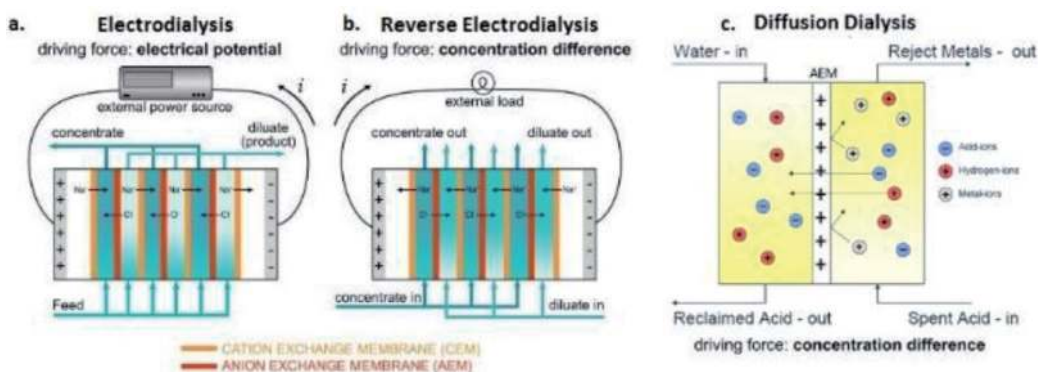 a.
Electrodialysis
driving force: electrical potential
external power source
i
concentrate
diluate
(product)
Na⁺
Na⁺
Na⁺
Na⁺
Cl⁻
Cl⁻
Cl⁻
Feed
b.
Reverse Electrodialysis
driving force: concentration difference
i
external load
concentrate out
diluate out
Na⁺
Na⁺
Na⁺
Na⁺
Cl⁻
Cl⁻
Cl⁻
concentrate in
diluate in
CATION EXCHANGE MEMBRANE (CEM)
ANION EXCHANGE MEMBRANE (AEM)
c.
Diffusion Dialysis
Water - in
Reject Metals - out
AEM
Acid-ions
Hydrogen-ions
Metal-ions
Reclaimed Acid - out
Spent Acid - in
driving force: concentration difference